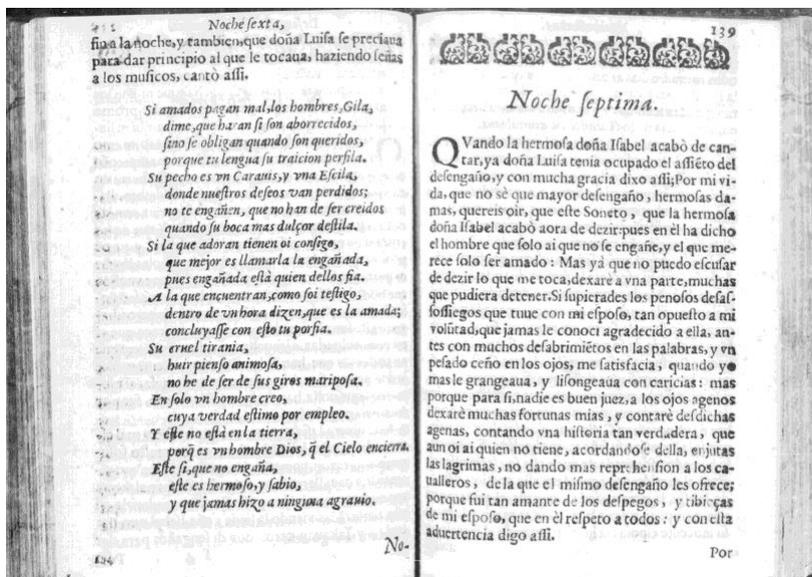 Noche sexta,
sin a la noche, y tambien, que doña Luisa se preciaua
para dar principio al que le tocaua, haziendo señas
a los musicos, cantò assi.
Si amados pagan mal, los hombres, Gila,
dime, que haran si son aborrecidos,
sino se obligan quando son queridos,
porque tu lengua su traicion perfila.
Su pecho es vn Carauis, y vna Escila,
donde nuestros deseos van perdidos;
no te engañen, que no han de ser creidos
quando su boca mas dulçor destila.
Si la que adoran tienen oi consigo,
que mejor es llamarla la engañada,
pues engañada està quien dellos fia.
A la que encuentran, como soi testigo,
dentro de vn hora dizen, que es la amada;
concluyasse con esto tu porfia.
Su cruel tirania,
huir pienso animosa,
no he de ser de sus giros mariposa.
En solo vn hombre creo,
cuya verdad estimo por empleo.
Y este no està en la tierra,
porq̃ es vn hombre Dios, q̃ el Cielo encierra.
Este si, que no engaña,
este es hermoso, y sabio,
y que jamas hizo a ninguna agrauio.
No-
139
Noche septima.
QVando la hermosa doña Isabel acabò de can-
tar, ya doña Luisa tenia ocupado el assiẽto del
desengaño, y con mucha gracia dixo assi; Por mi vi-
da, que no sè que mayor desengaño, hermosas da-
mas, quereis oir, que este Soneto, que la hermosa
doña Isabel acabò aora de dezir: pues en èl ha dicho
el hombre que solo ai que no se engañe, y el que me-
rece solo ser amado: Mas ya que no puedo escusar
de dezir lo que me toca, dexarè a vna parte, muchas
que pudiera detener. Si supierades los penosos desas-
sossiegos que tuue con mi esposo, tan opuesto a mi
volũtad, que jamas le conoci agradecido a ella, an-
tes con muchos desabrimiẽtos en las palabras, y vn
pesado ceño en los ojos, me satisfacia, quando yo
mas le grangeaua, y lisongeaua con caricias: mas
porque para si, nadie es buen juez, a los ojos agenos
dexarè muchas fortunas mias, y contarè desdichas
agenas, contando vna historia tan verdadera, que
aun oi ai quien no tiene, acordandose della, enjutas
las lagrimas, no dando mas reprehension a los ca-
ualleros, de la que el mismo desengaño les ofrece;
porque fui tan amante de los despegos, y tibieças
de mi esposo, que en èl respeto a todos: y con esta
aduertencia digo assi.
Por